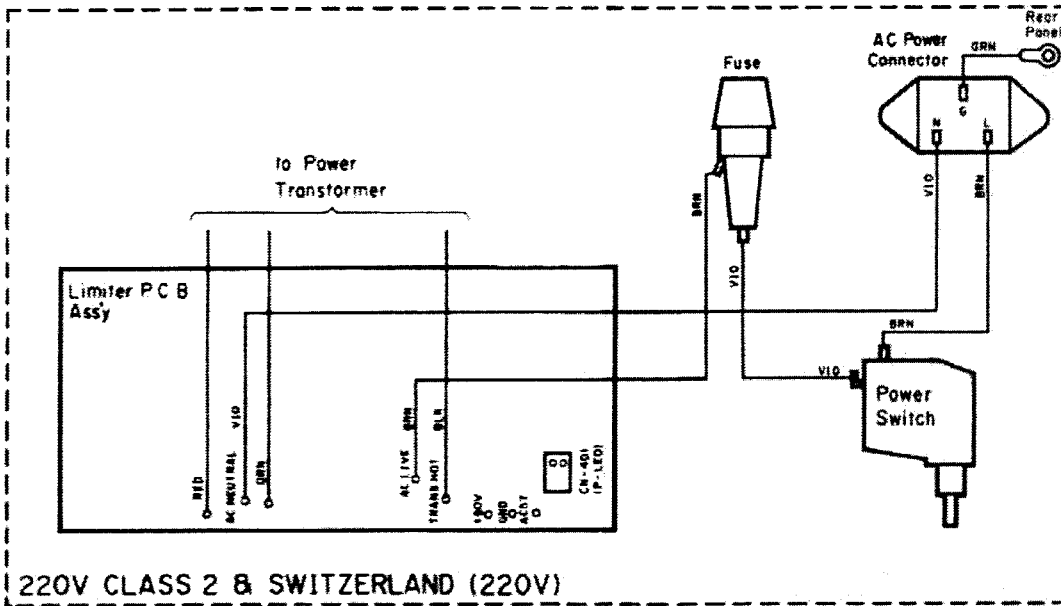 Rear
Panel
GRN
AC Power
Connector
Fuse
G
N
L
to Power
Transformer
BRN
VIO
BRN
VIO
Limiter P C B
Ass'y
BRN
VIO
Power
Switch
VIO
BRN
BLK
RED
AC NEUTRAL
ORN
AC LIVE
TRANS HOT
CN-401
(P-LED)
GND
220V CLASS 2 & SWITZERLAND (220V)